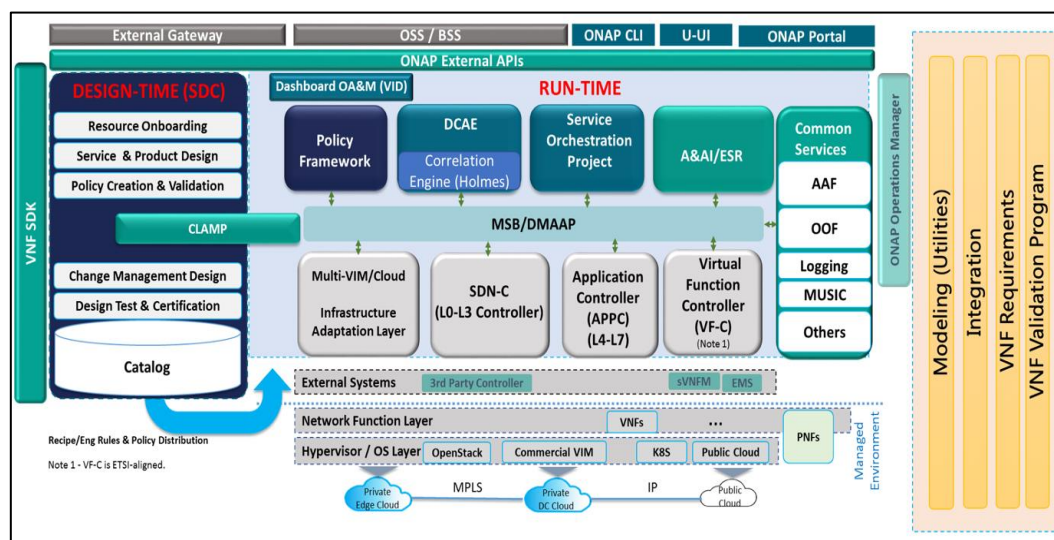 External Gateway
OSS / BSS
ONAP CLI
U-UI
ONAP Portal
ONAP External APIs
VNF SDK
DESIGN-TIME (SDC)
Resource Onboarding
Service & Product Design
Policy Creation & Validation
CLAMP
Change Management Design
Design Test & Certification
Catalog
Dashboard OA&M (VID)
RUN-TIME
Policy
Framework
DCAE
Correlation
Engine (Holmes)
Service
Orchestration
Project
A&AI/ESR
MSB/DMAAP
Multi-VIM/Cloud
Infrastructure
Adaptation Layer
SDN-C
(L0-L3 Controller)
Application
Controller
(APPC)
(L4-L7)
Virtual
Function
Controller
(VF-C)
(Note 1)
Common
Services
AAF
OOF
Logging
MUSIC
Others
ONAP Operations Manager
External Systems
3rd Party Controller
sVNFM
EMS
Network Function Layer
VNFs
...
Hypervisor / OS Layer
OpenStack
Commercial VIM
K8S
Public Cloud
PNFs
Managed
Environment
Recipe/Eng Rules & Policy Distribution
Note 1 - VF-C is ETSI-aligned.
Private
Edge Cloud
MPLS
Private
DC Cloud
IP
Public
Cloud
Modeling (Utilities)
Integration
VNF Requirements
VNF Validation Program